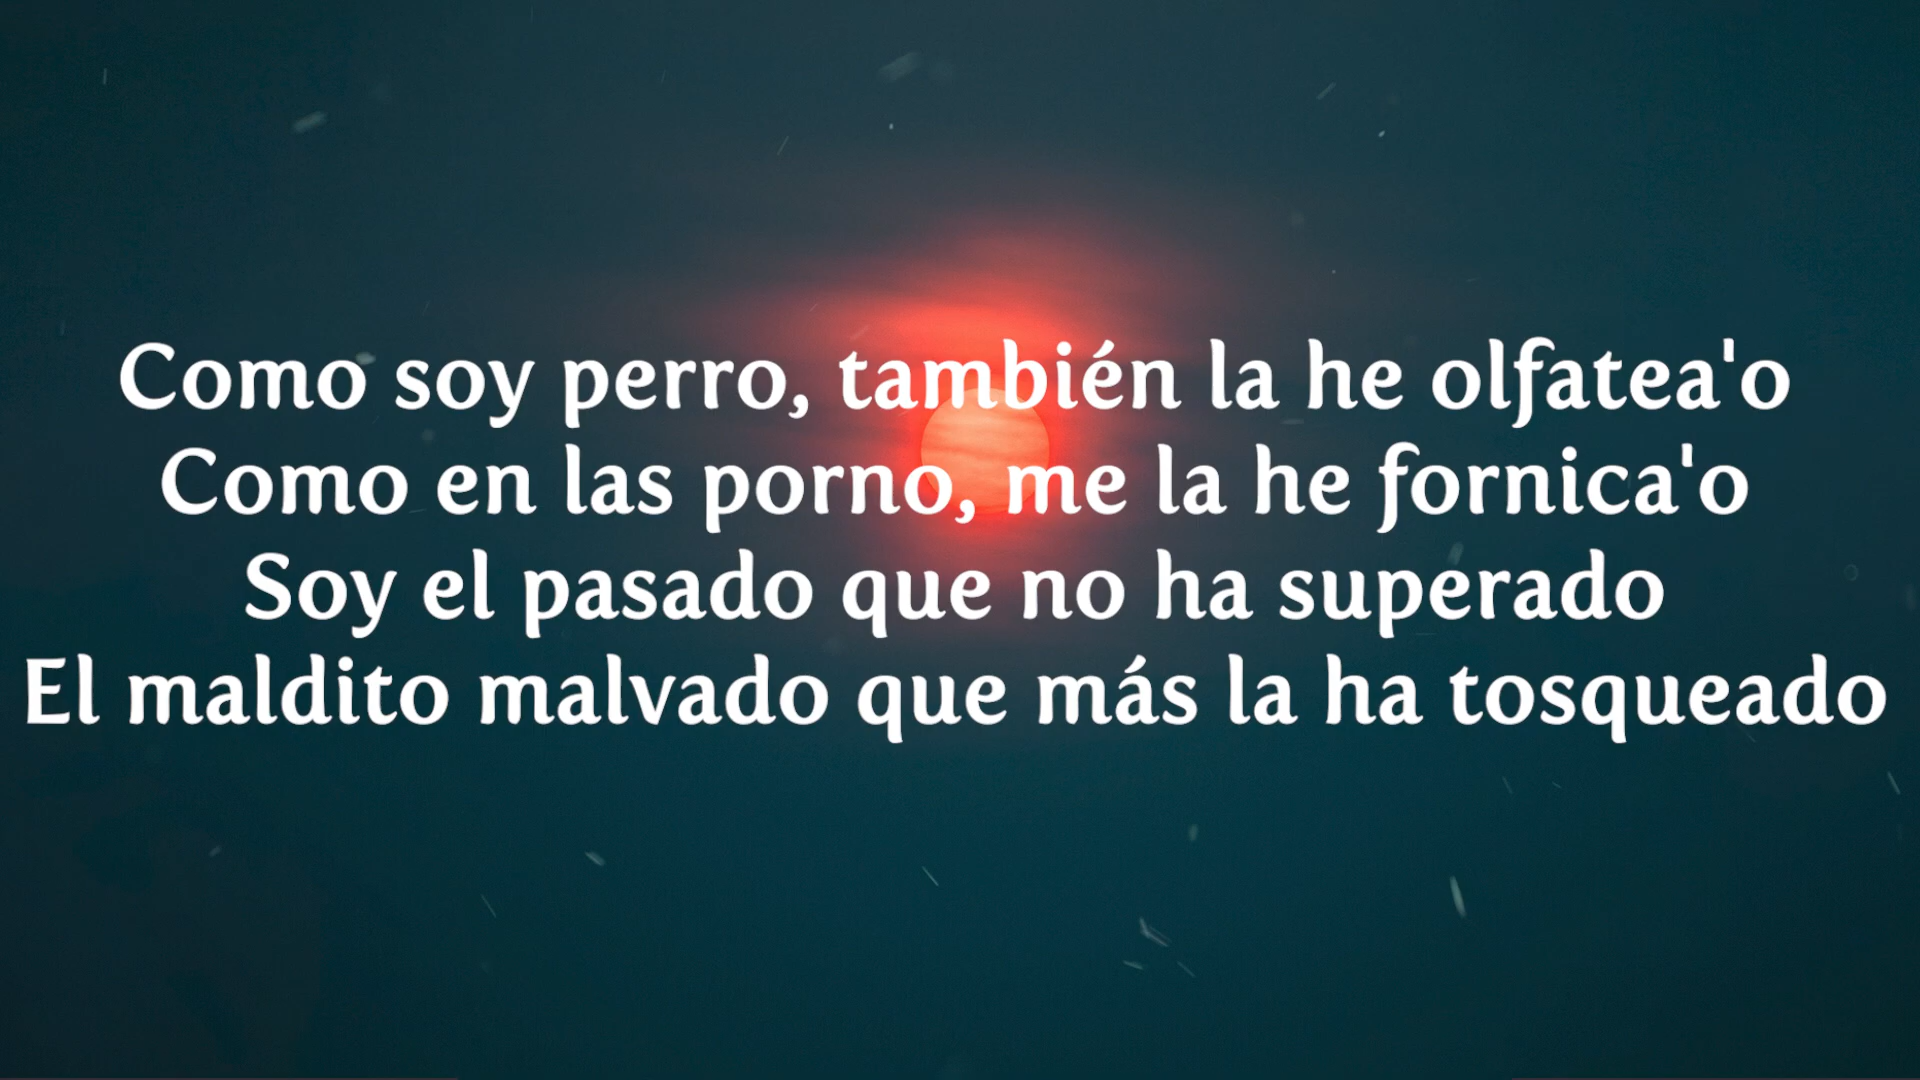 Como soy perro, también la he olfatea'o
Como en las porno, me la he fornica'o
Soy el pasado que no ha superado
El maldito malvado que más la ha tosqueado